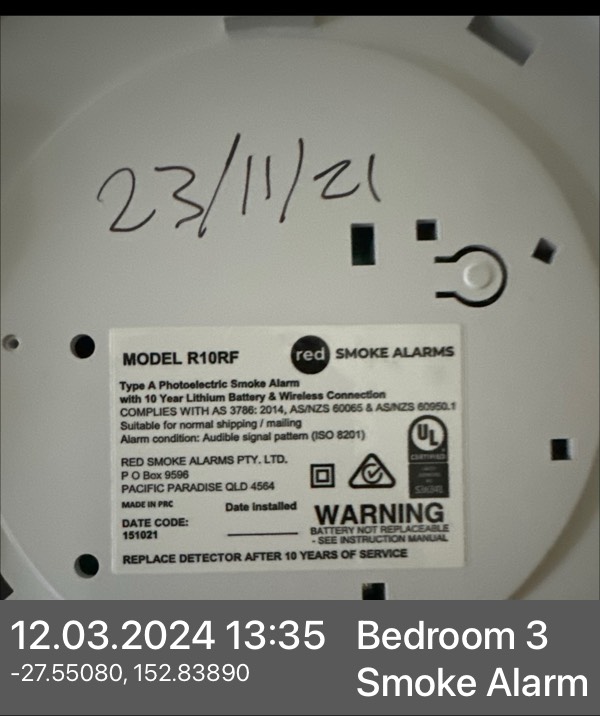 23/11/21
MODEL R10RF
red SMOKE ALARMS
Type A Photoelectric Smoke Alarm
with 10 Year Lithium Battery & Wireless Connection
COMPLIES WITH AS 3786: 2014, AS/NZS 60065 & AS/NZS 60950.1
Suitable for normal shipping / mailing
Alarm condition: Audible signal pattern (ISO 8201)
UL
CERTIFIED
RED SMOKE ALARMS PTY. LTD.
P O Box 9596
PACIFIC PARADISE QLD 4564
MADE IN PRC
Date Installed
DATE CODE:
151021
WARNING
BATTERY NOT REPLACEABLE
- SEE INSTRUCTION MANUAL
REPLACE DETECTOR AFTER 10 YEARS OF SERVICE
12.03.2024 13:35
-27.55080, 152.83890
Bedroom 3
Smoke Alarm